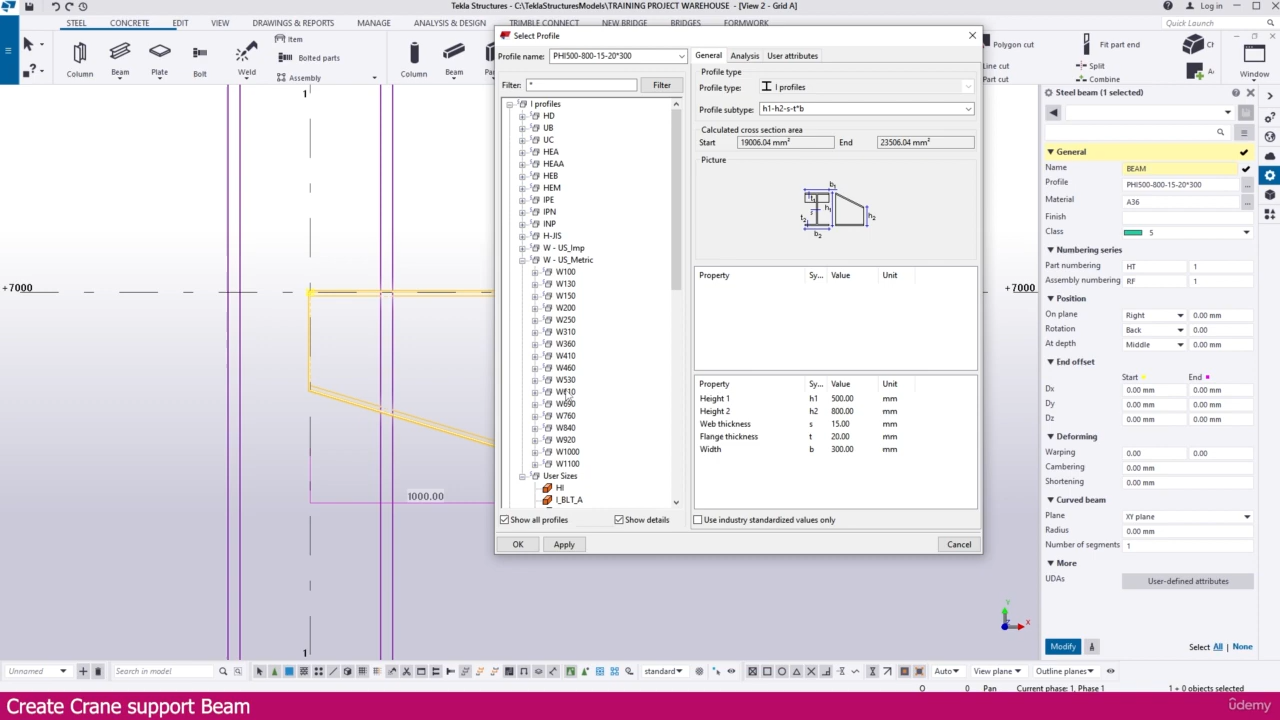 Tekla Structures - C:\TeklaStructuresModels\TRAINING PROJECT WAREHOUSE - [View 2 - Grid A]
Log in
STEEL CONCRETE EDIT VIEW DRAWINGS & REPORTS MANAGE ANALYSIS & DESIGN TRIMBLE CONNECT NEW BRIDGE BRIDGES FORMWORK
Quick Launch
Column Beam Plate Bolt Weld
Item
Bolted parts
Assembly
Column Beam
Polygon cut
Line cut
Part cut
Fit part end
Split
Combine
Window
Select Profile
Profile name: PHI500-800-15-20*300
Filter: * Filter
I profiles
HD
UB
UC
HEA
HEAA
HEB
HEM
IPE
IPN
INP
H-JIS
W - US_Imp
W - US_Metric
W100
W130
W150
W200
W250
W310
W360
W410
W460
W530
W610
W690
W760
W840
W920
W1000
W1100
User Sizes
HI
I_BLT_A
Show all profiles Show details
OK Apply
General Analysis User attributes
Profile type
Profile type: I profiles
Profile subtype: h1-h2-s-t*b
Calculated cross section area
Start 19006.04 mm² End 23506.04 mm²
Picture
b1
h1
h2
t2
b2
Property Sy... Value Unit
Property Sy... Value Unit
Height 1 h1 500.00 mm
Height 2 h2 800.00 mm
Web thickness s 15.00 mm
Flange thickness t 20.00 mm
Width b 300.00 mm
Use industry standardized values only
Cancel
1
+7000
+7000
1000.00
1
Steel beam (1 selected)
General
Name BEAM
Profile PHI500-800-15-20*300
Material A36
Finish
Class 5
Numbering series
Part numbering HT 1
Assembly numbering RF 1
Position
On plane Right 0.00 mm
Rotation Back 0.00
At depth Middle 0.00 mm
End offset
Start End
Dx 0.00 mm 0.00 mm
Dy 0.00 mm 0.00 mm
Dz 0.00 mm 0.00 mm
Deforming
Warping 0.00 0.00
Cambering 0.00 mm
Shortening 0.00 mm
Curved beam
Plane XY plane
Radius 0.00 mm
Number of segments 1
More
UDAs User-defined attributes
Modify Select All | None
Unnamed
Search in model
standard
Auto
View plane
Outline planes
O 0 Pan Current phase: 1, Phase 1 1 + 0 objects selected
Create Crane support Beam
ûdemy